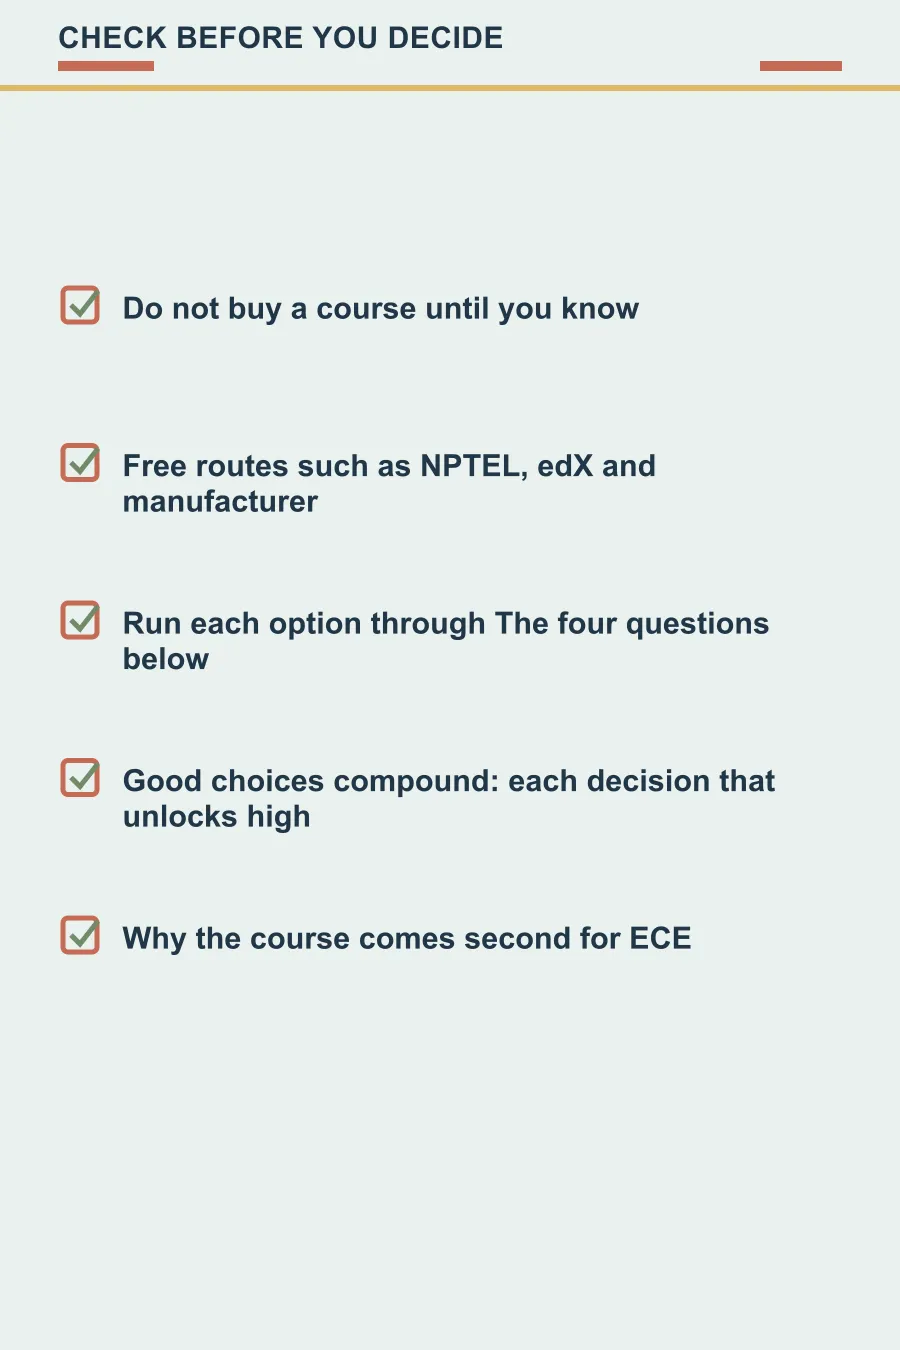 CHECK BEFORE YOU DECIDE
Do not buy a course until you know
Free routes such as NPTEL, edX and
manufacturer
Run each option through The four questions
below
Good choices compound: each decision that
unlocks high
Why the course comes second for ECE